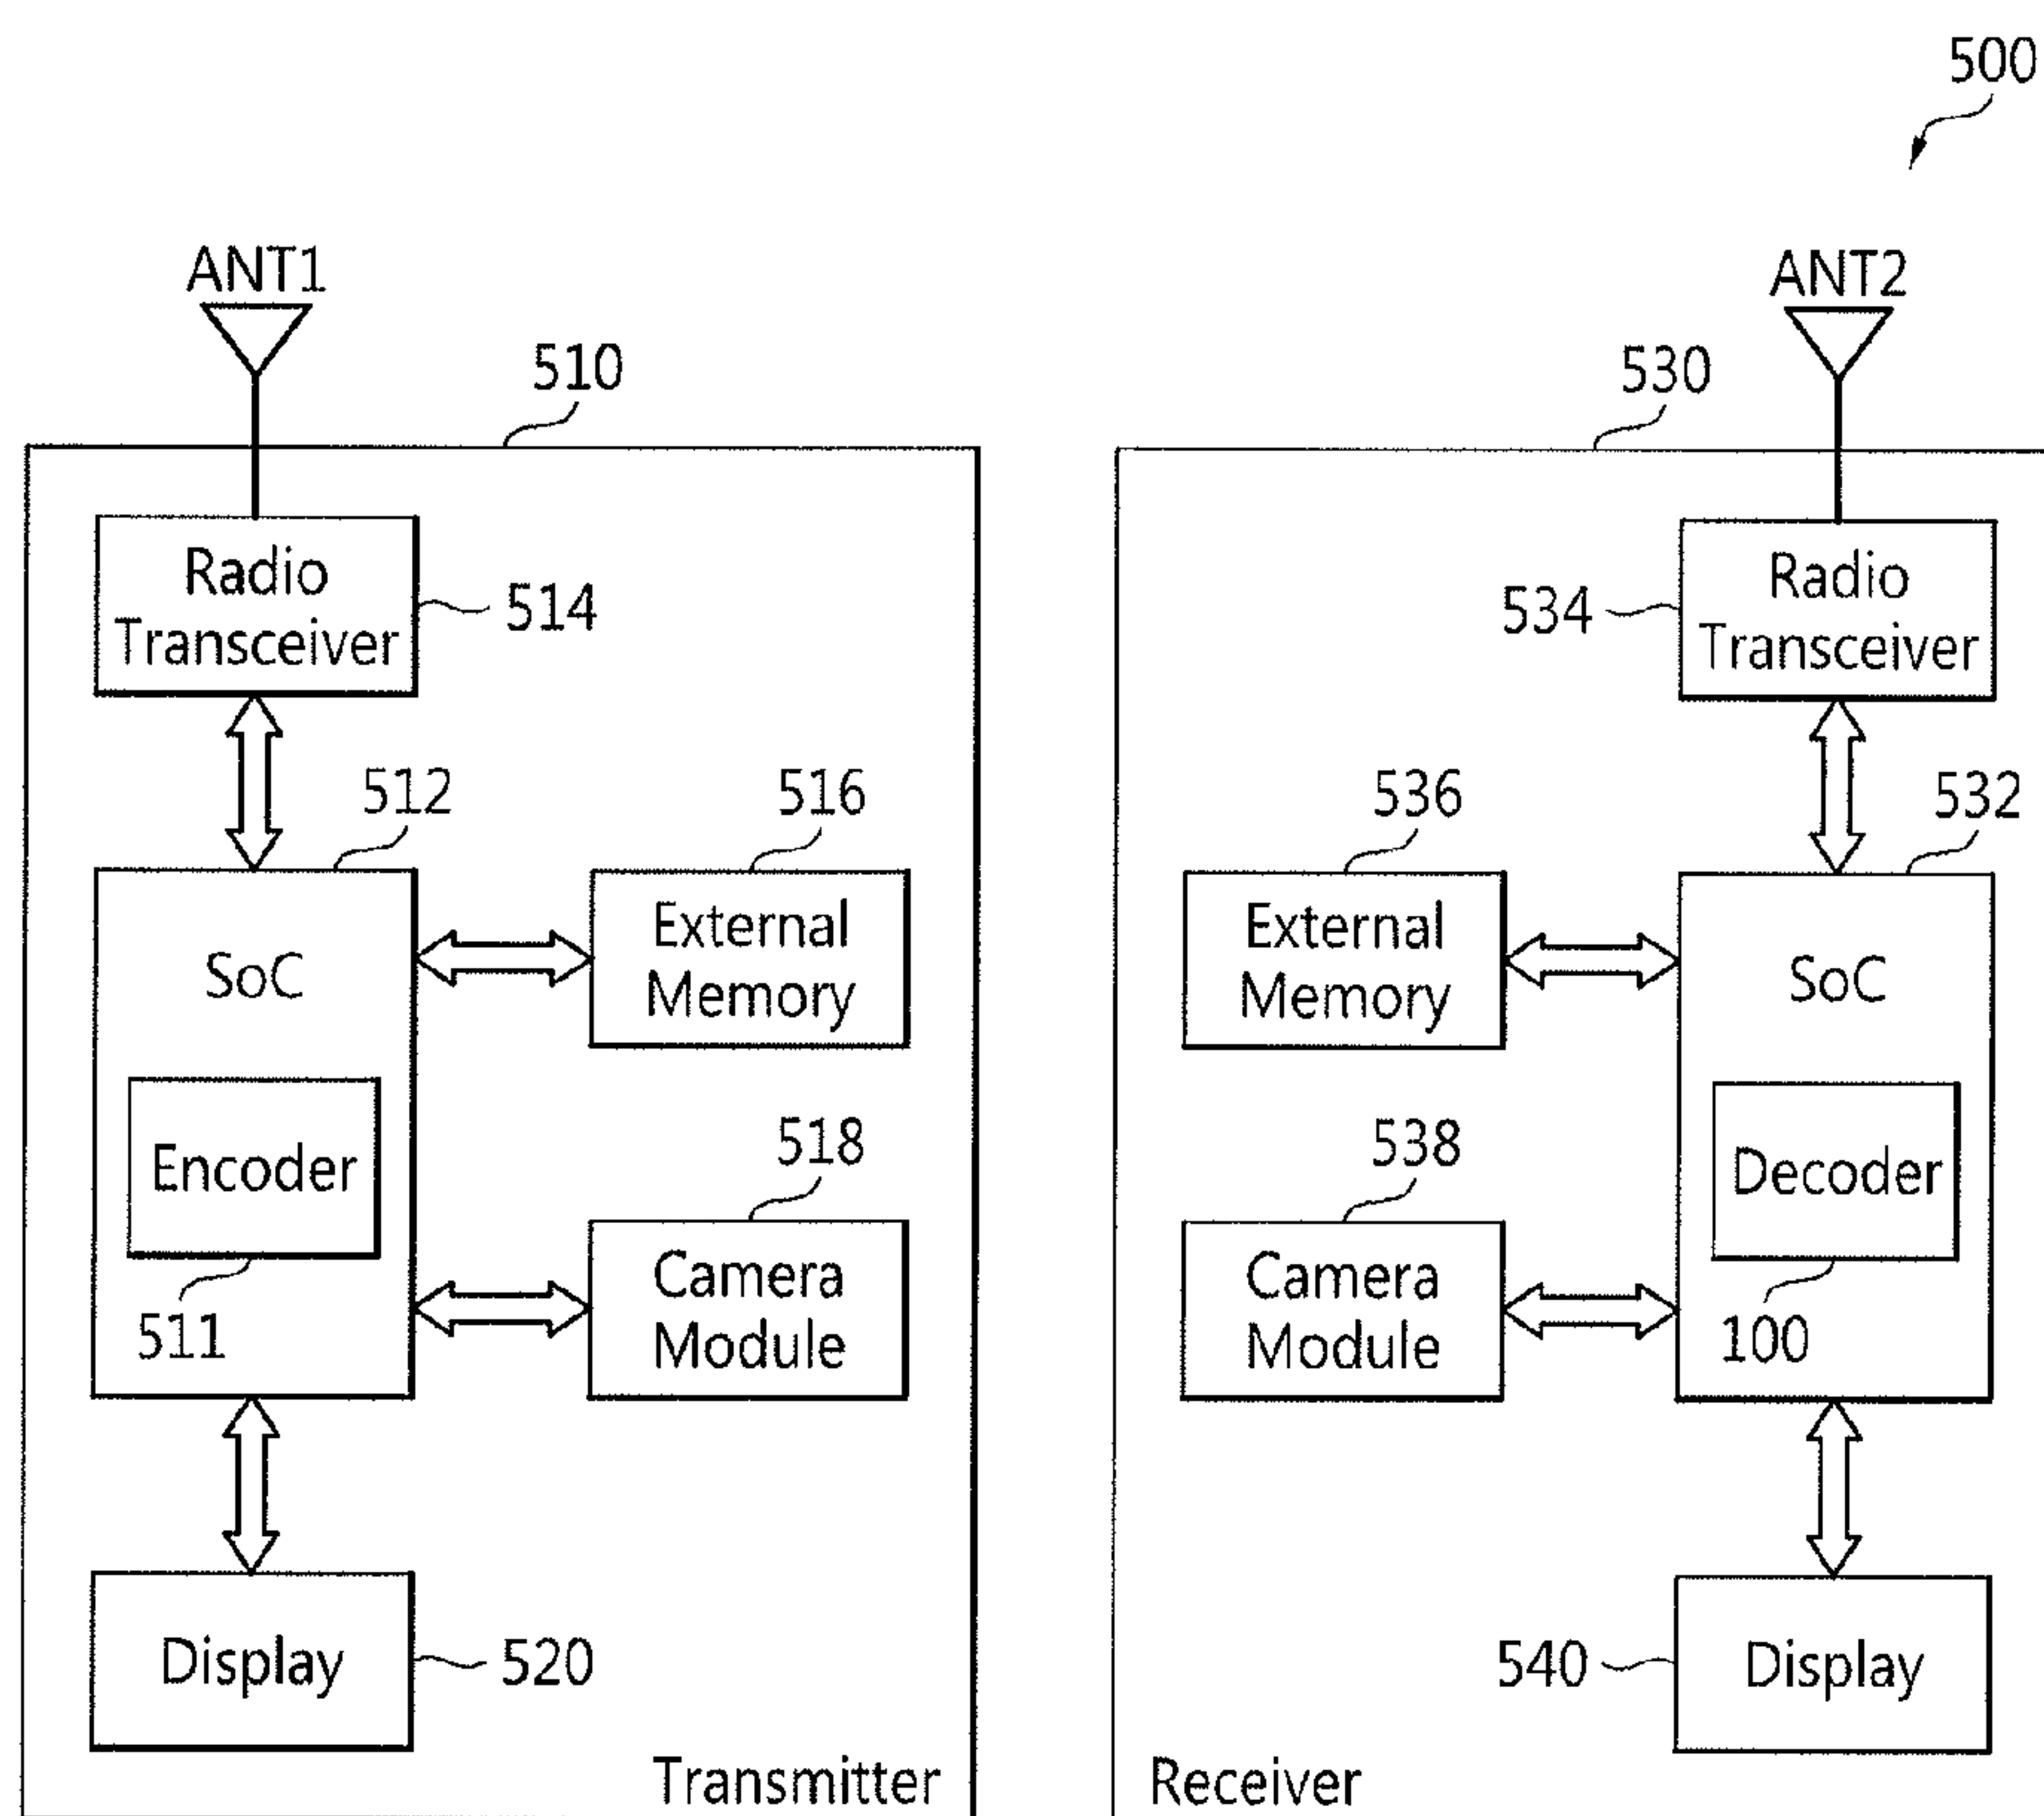 500
ANT1
ANT2
510
530
Radio
Transceiver
514
534
Radio
Transceiver
512
516
536
532
SoC
External
Memory
External
Memory
SoC
Encoder
511
518
Camera
Module
538
Camera
Module
Decoder
100
Display
520
540
Display
Transmitter
Receiver